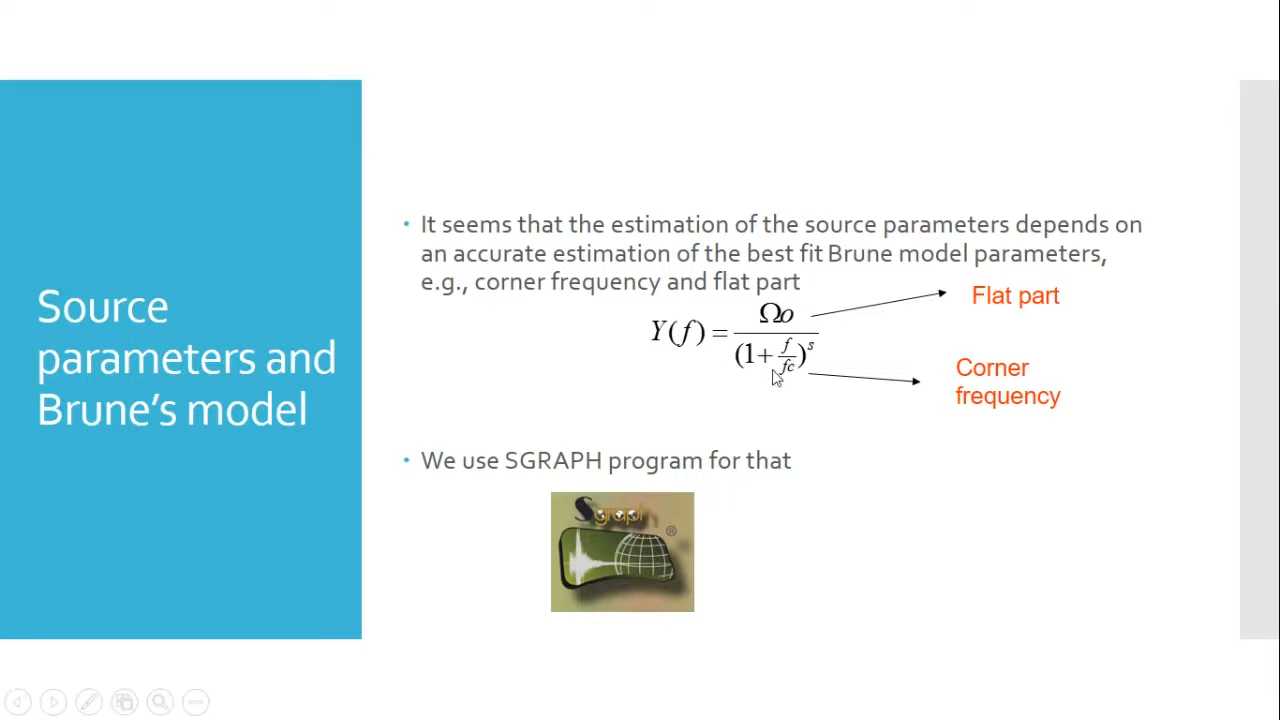 Source
parameters and
Brune's model
• It seems that the estimation of the source parameters depends on
an accurate estimation of the best fit Brune model parameters,
e.g., corner frequency and flat part
Y(f) = Ωo / (1 + f/fc)^s
Flat part
Corner
frequency
• We use SGRAPH program for that
Sgraph
®